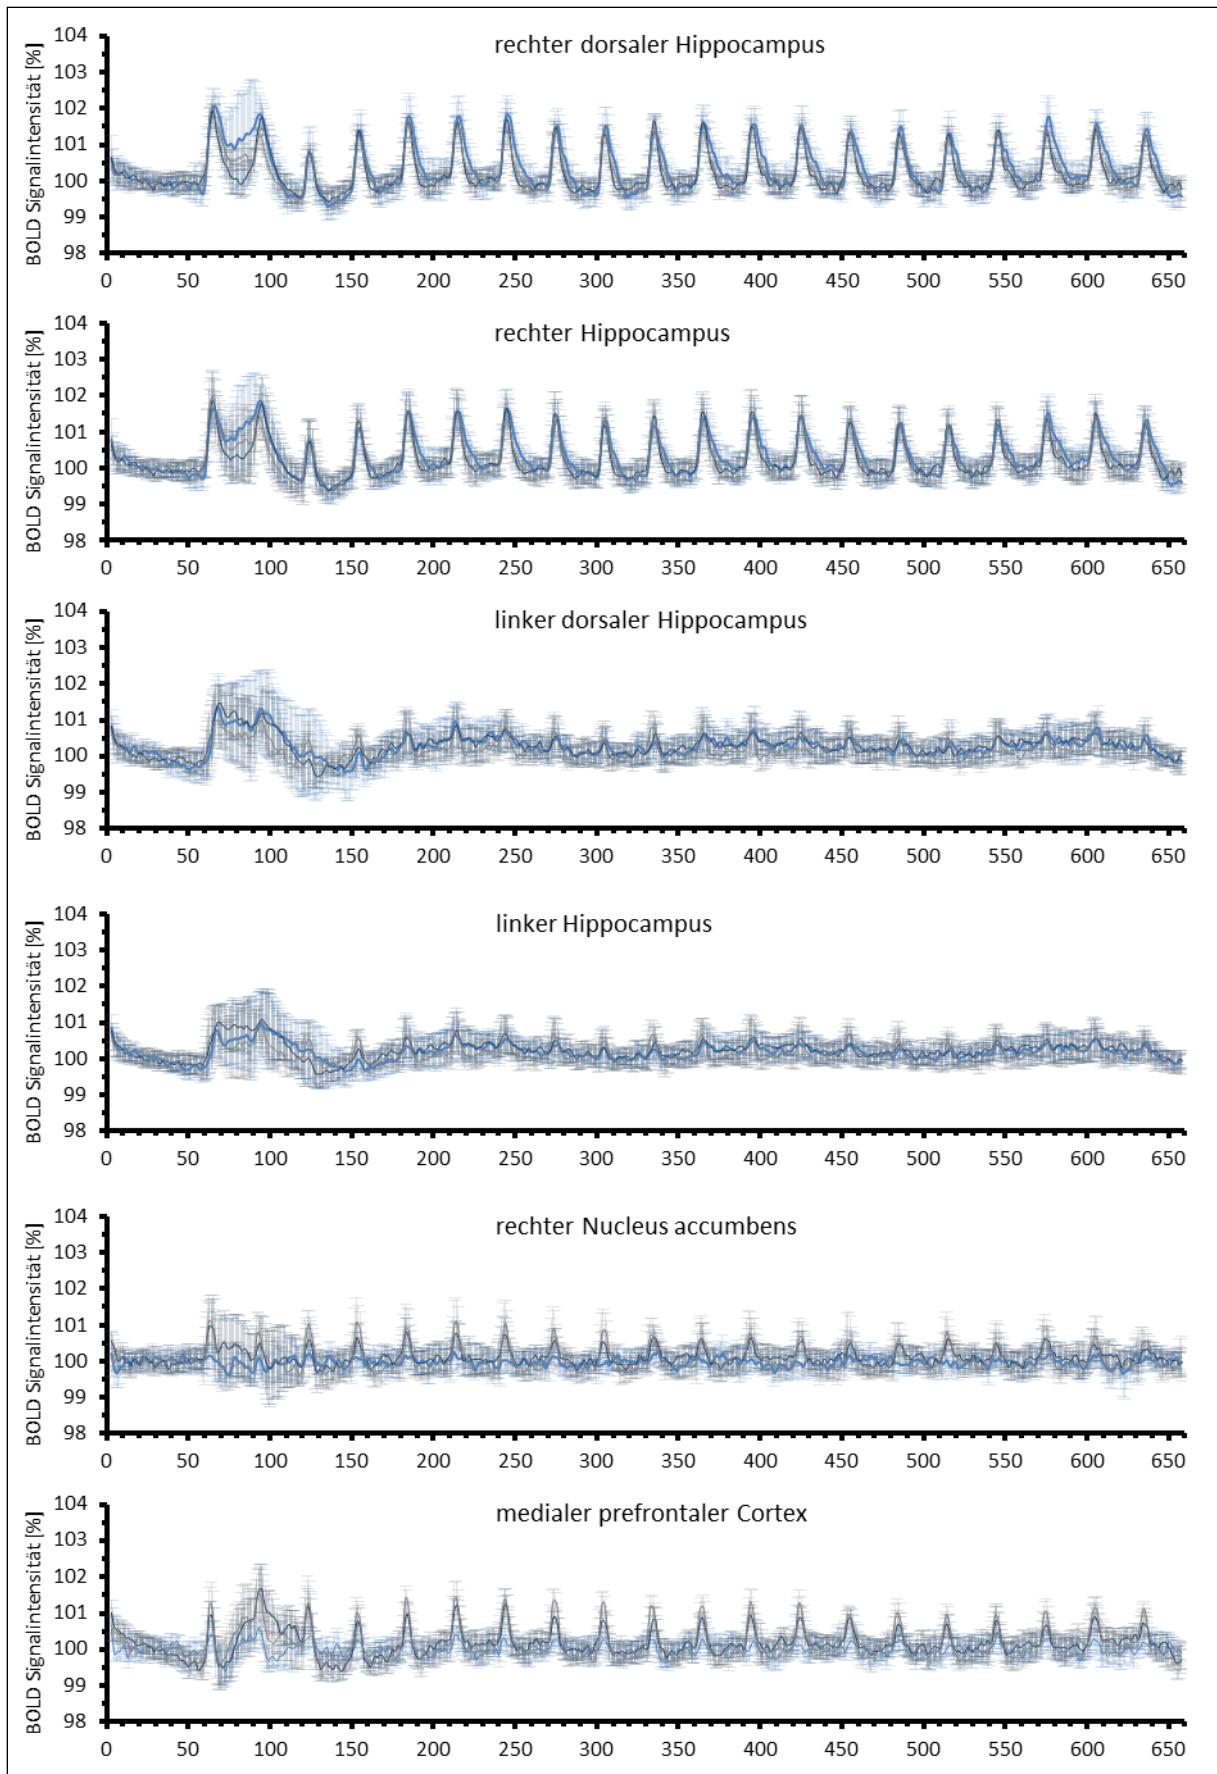 rechter dorsaler Hippocampus
BOLD Signalintensität [%]
104
103
102
101
100
99
98
0 50 100 150 200 250 300 350 400 450 500 550 600 650
rechter Hippocampus
BOLD Signalintensität [%]
104
103
102
101
100
99
98
0 50 100 150 200 250 300 350 400 450 500 550 600 650
linker dorsaler Hippocampus
BOLD Signalintensität [%]
104
103
102
101
100
99
98
0 50 100 150 200 250 300 350 400 450 500 550 600 650
linker Hippocampus
BOLD Signalintensität [%]
104
103
102
101
100
99
98
0 50 100 150 200 250 300 350 400 450 500 550 600 650
rechter Nucleus accumbens
BOLD Signalintensität [%]
104
103
102
101
100
99
98
0 50 100 150 200 250 300 350 400 450 500 550 600 650
medialer prefrontaler Cortex
BOLD Signalintensität [%]
104
103
102
101
100
99
98
0 50 100 150 200 250 300 350 400 450 500 550 600 650